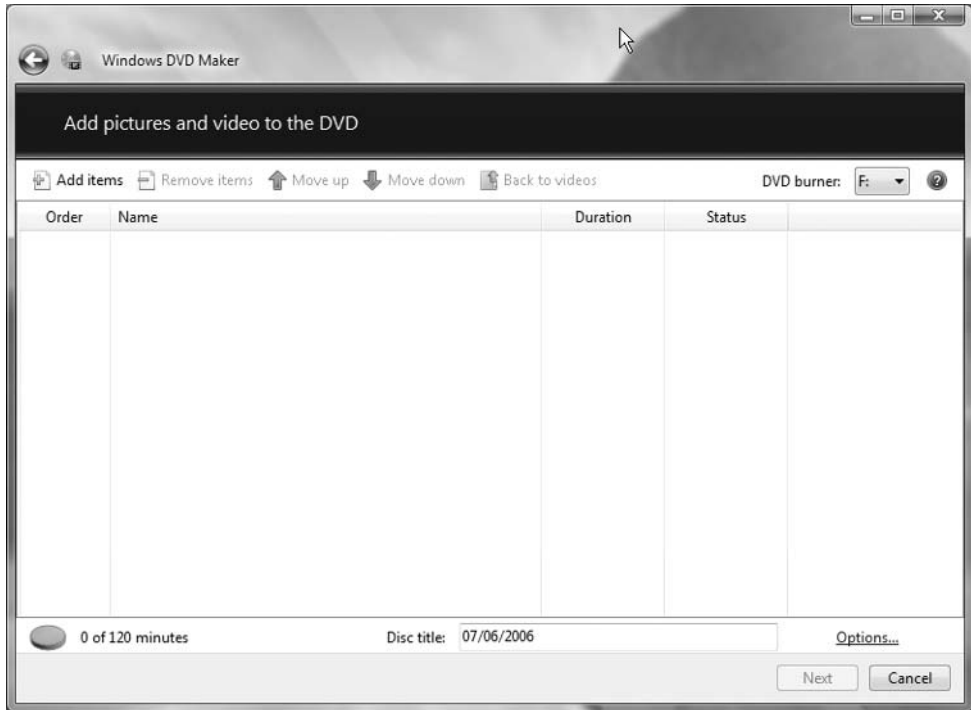 Windows DVD Maker
Add pictures and video to the DVD
Add items Remove items Move up Move down Back to videos DVD burner: F:
Order Name Duration Status
0 of 120 minutes Disc title: 07/06/2006 Options...
Next Cancel